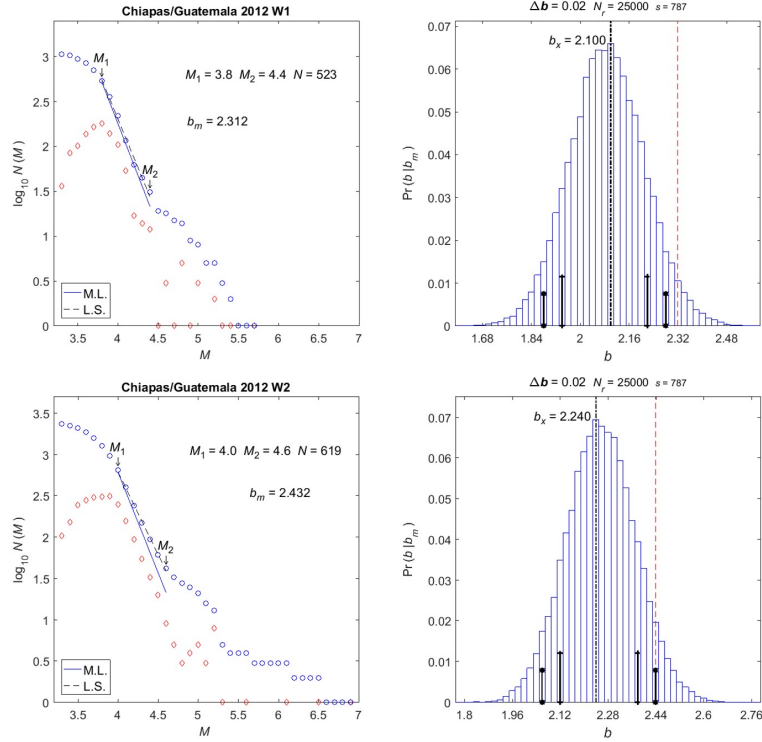 Chiapas/Guatemala 2012 W1
3.5
3
2.5
2
1.5
1
0.5
0
3.5 4 4.5 5 5.5 6 6.5 7
M
log10 N (M)
M1
M2
M1 = 3.8 M2 = 4.4 N = 523
bm = 2.312
M.L.
L.S.
Δb = 0.02 Nr = 25000 s = 787
bx = 2.100
0.07
0.06
0.05
0.04
0.03
0.02
0.01
0
1.68 1.84 2 2.16 2.32 2.48
b
Pr (b | bm)
Chiapas/Guatemala 2012 W2
3.5
3
2.5
2
1.5
1
0.5
0
3.5 4 4.5 5 5.5 6 6.5 7
M
log10 N (M)
M1
M2
M1 = 4.0 M2 = 4.6 N = 619
bm = 2.432
M.L.
L.S.
Δb = 0.02 Nr = 25000 s = 787
bx = 2.240
0.07
0.06
0.05
0.04
0.03
0.02
0.01
0
1.8 1.96 2.12 2.28 2.44 2.6 2.76
b
Pr (b | bm)